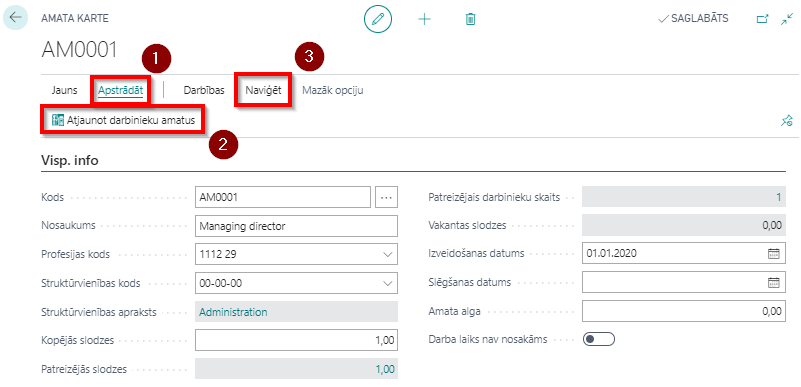 AMATA KARTE
SAGLABĀTS
AM0001
1
3
Jauns Apstrādāt Darbības Naviģēt Mazāk opciju
Atjaunot darbinieku amatus
2
Visp. info
Kods AM0001 ...
Nosaukums Managing director
Profesijas kods 1112 29
Struktūrvienības kods 00-00-00
Struktūrvienības apraksts Administration
Kopējās slodzes 1,00
Patreizējās slodzes 1,00
Patreizējais darbinieku skaits 1
Vakantas slodzes 0,00
Izveidošanas datums 01.01.2020
Slēgšanas datums
Amata alga 0,00
Darba laiks nav nosakāms